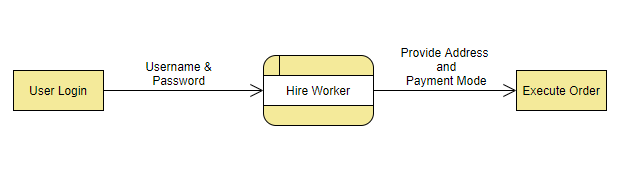 User Login
Username &
Password
Hire Worker
Provide Address
and
Payment Mode
Execute Order